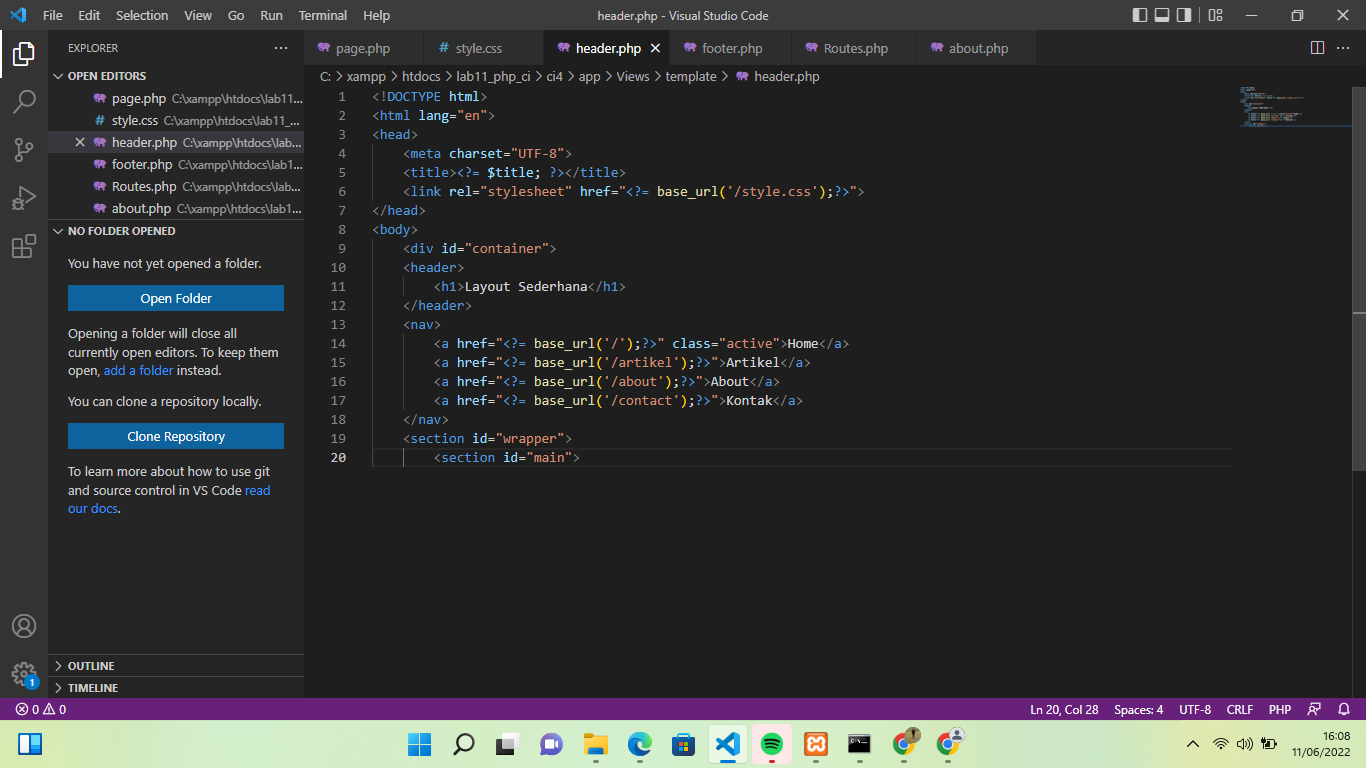 File Edit Selection View Go Run Terminal Help
header.php - Visual Studio Code
EXPLORER
OPEN EDITORS
page.php C:\xampp\htdocs\lab11...
style.css C:\xampp\htdocs\lab11_...
header.php C:\xampp\htdocs\lab...
footer.php C:\xampp\htdocs\lab1...
Routes.php C:\xampp\htdocs\lab...
about.php C:\xampp\htdocs\lab1...
NO FOLDER OPENED
You have not yet opened a folder.
Open Folder
Opening a folder will close all
currently open editors. To keep them
open, add a folder instead.
You can clone a repository locally.
Clone Repository
To learn more about how to use git
and source control in VS Code read
our docs.
OUTLINE
TIMELINE
1
page.php # style.css header.php footer.php Routes.php about.php
C: > xampp > htdocs > lab11_php_ci > ci4 > app > Views > template > header.php
1 <!DOCTYPE html>
2 <html lang="en">
3 <head>
4 <meta charset="UTF-8">
5 <title><?= $title; ?></title>
6 <link rel="stylesheet" href="<?= base_url('/style.css');?>">
7 </head>
8 <body>
9 <div id="container">
10 <header>
11 <h1>Layout Sederhana</h1>
12 </header>
13 <nav>
14 <a href="<?= base_url('/');?>" class="active">Home</a>
15 <a href="<?= base_url('/artikel');?>">Artikel</a>
16 <a href="<?= base_url('/about');?>">About</a>
17 <a href="<?= base_url('/contact');?>">Kontak</a>
18 </nav>
19 <section id="wrapper">
20 <section id="main">
0 0
Ln 20, Col 28 Spaces: 4 UTF-8 CRLF PHP
16:08
11/06/2022